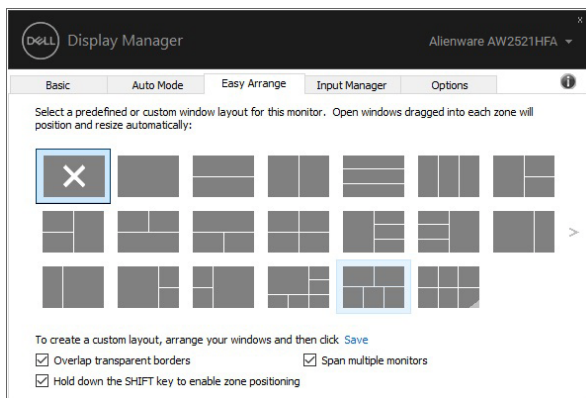 x
DELL Display Manager Alienware AW2521HFA
Basic Auto Mode Easy Arrange Input Manager Options i
Select a predefined or custom window layout for this monitor. Open windows dragged into each zone will
position and resize automatically:
>
To create a custom layout, arrange your windows and then click Save
Overlap transparent borders Span multiple monitors
Hold down the SHIFT key to enable zone positioning